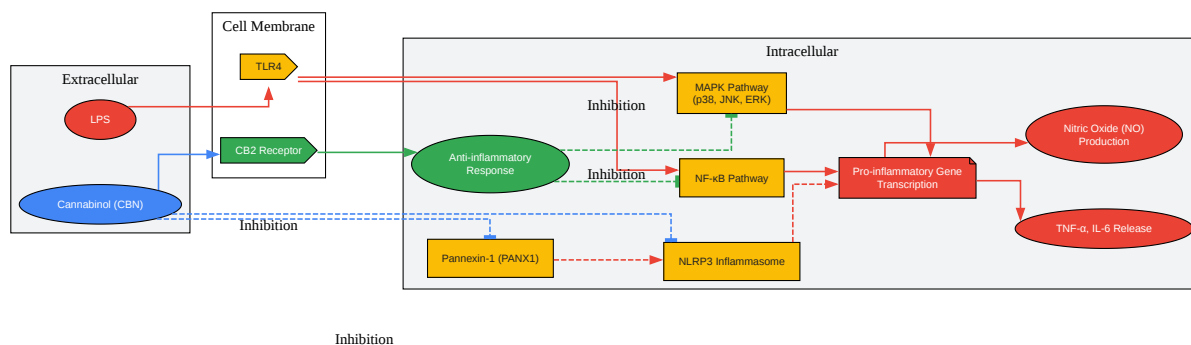 Cell Membrane
Extracellular
Intracellular
TLR4
LPS
MAPK Pathway
(p38, JNK, ERK)
Inhibition
Nitric Oxide (NO)
Production
CB2 Receptor
Anti-inflammatory
Response
Inhibition
NF-κB Pathway
Pro-inflammatory Gene
Transcription
Cannabinol (CBN)
Inhibition
TNF-α, IL-6 Release
Pannexin-1 (PANX1)
NLRP3 Inflammasome
Inhibition